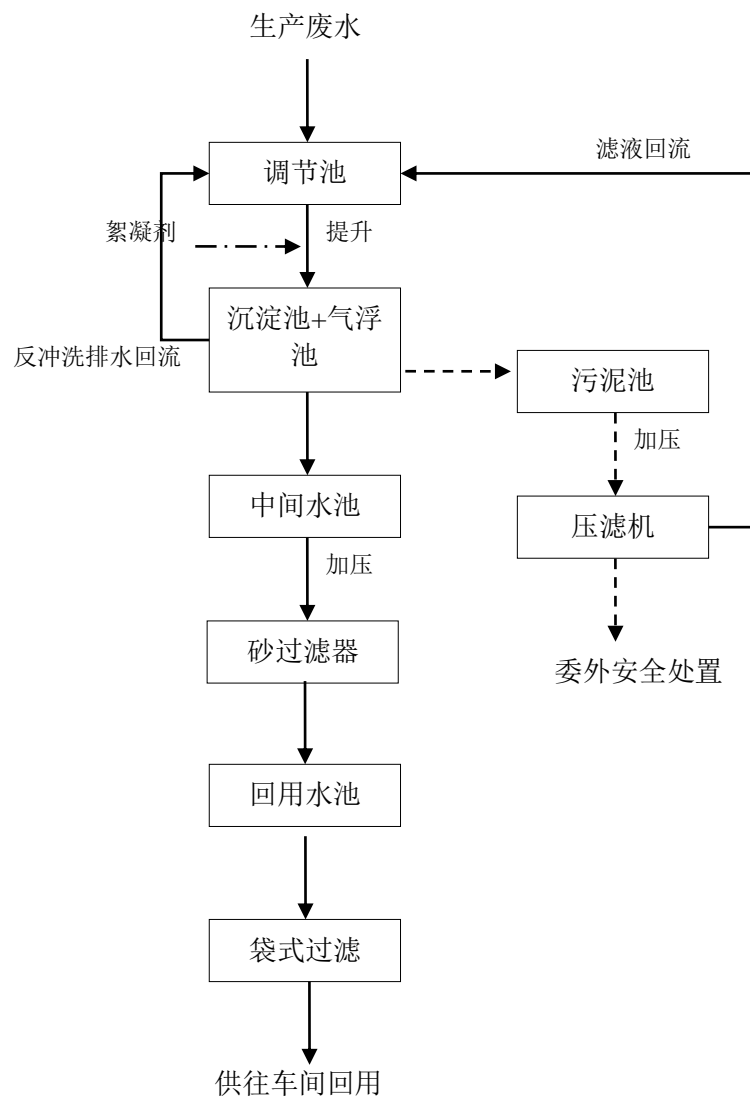 生产废水
调节池
滤液回流
絮凝剂
提升
沉淀池+气浮
池
反冲洗排水回流
污泥池
加压
中间水池
压滤机
加压
砂过滤器
委外安全处置
回用水池
袋式过滤
供往车间回用